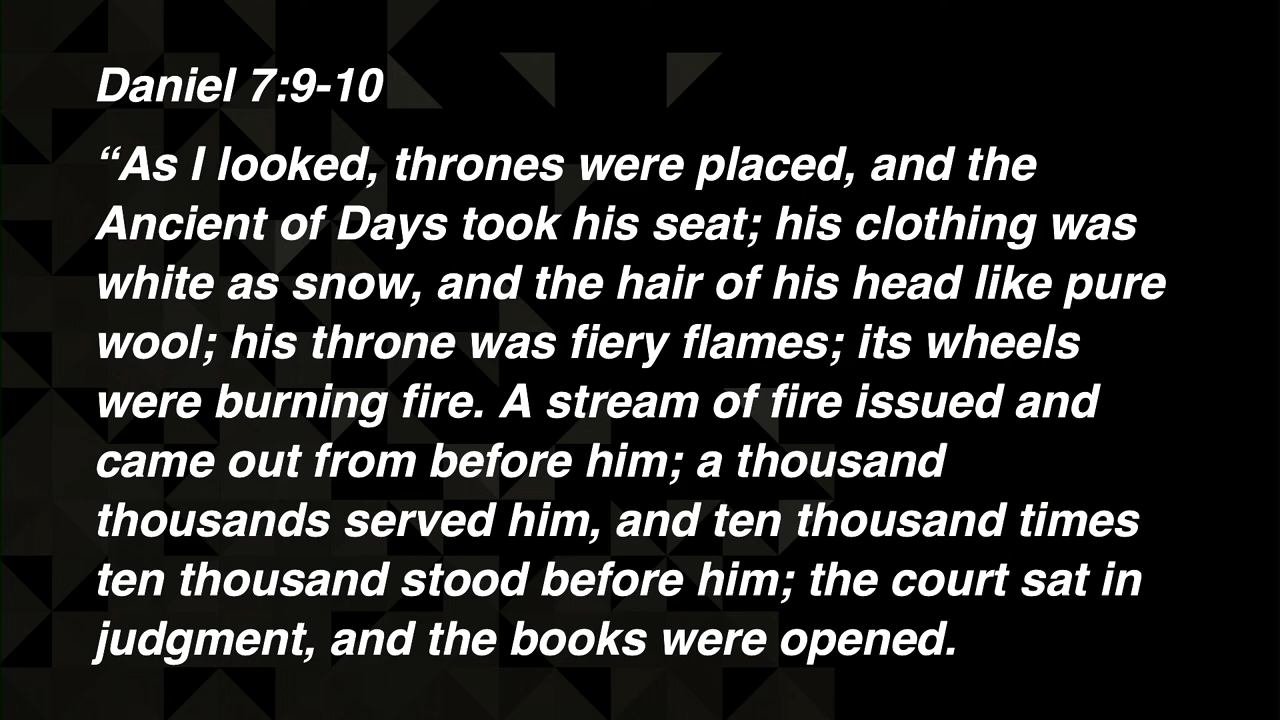 Daniel 7:9-10
“As I looked, thrones were placed, and the
Ancient of Days took his seat; his clothing was
white as snow, and the hair of his head like pure
wool; his throne was fiery flames; its wheels
were burning fire. A stream of fire issued and
came out from before him; a thousand
thousands served him, and ten thousand times
ten thousand stood before him; the court sat in
judgment, and the books were opened.